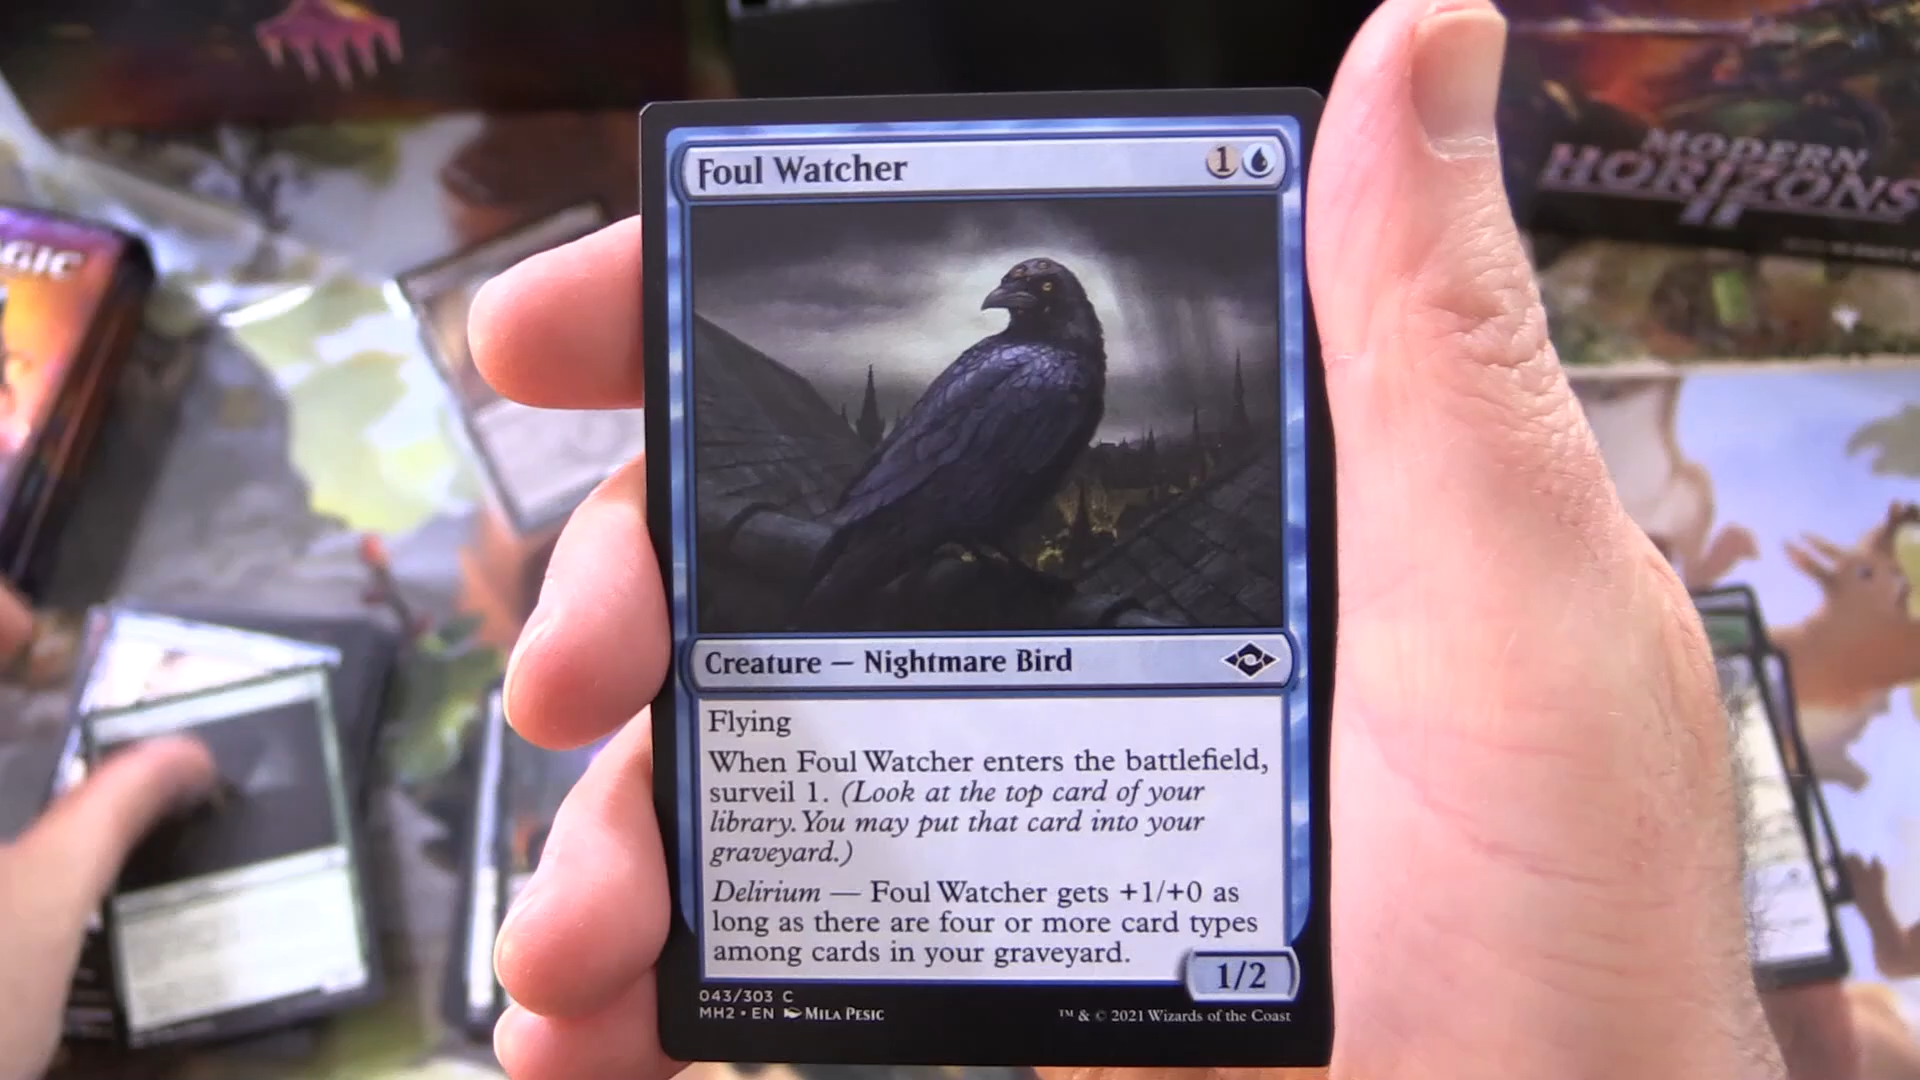 MODERN
HORIZONS
II
GIC
Foul Watcher
1
Creature — Nightmare Bird
Flying
When Foul Watcher enters the battlefield,
surveil 1. (Look at the top card of your
library. You may put that card into your
graveyard.)
Delirium — Foul Watcher gets +1/+0 as
long as there are four or more card types
among cards in your graveyard.
1/2
043/303 C
MH2 • EN Mila Pesic
™ & © 2021 Wizards of the Coast